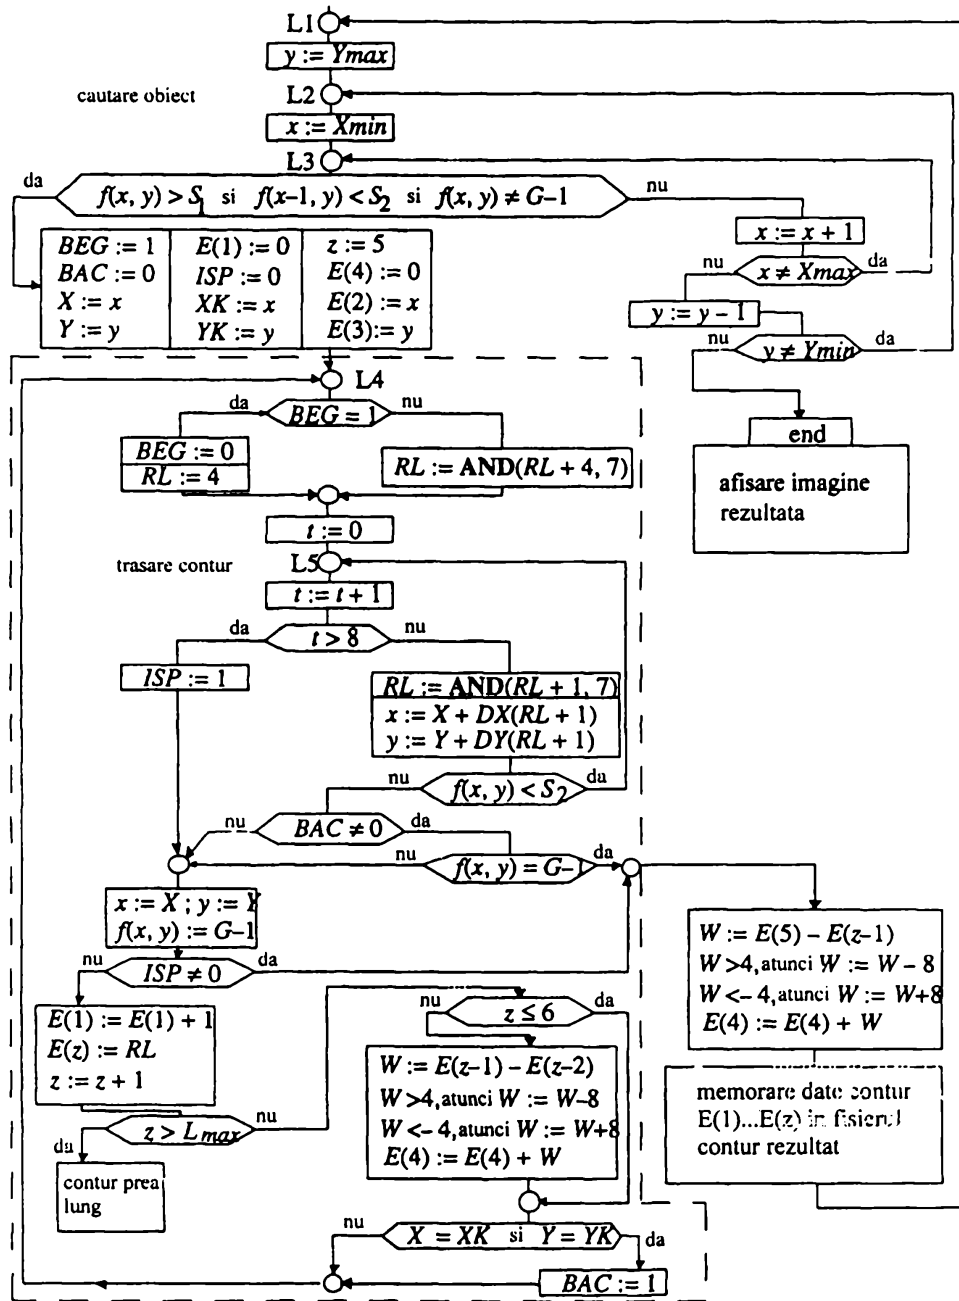 L1
y := Ymax
cautare obiect
L2
x := Xmin
L3
da
f(x, y) > S1 si f(x-1, y) < S2 si f(x, y) ≠ G-1
nu
BEG := 1
BAC := 0
X := x
Y := y
E(1) := 0
ISP := 0
XK := x
YK := y
z := 5
E(4) := 0
E(2) := x
E(3):= y
x := x + 1
nu
x ≠ Xmax
da
y := y - 1
nu
y ≠ Ymin
da
end
afisare imagine
rezultata
L4
da
BEG = 1
nu
BEG := 0
RL := 4
RL := AND(RL + 4, 7)
t := 0
trasare contur
L5
t := t + 1
da
t > 8
nu
ISP := 1
RL := AND(RL + 1, 7)
x := X + DX(RL + 1)
y := Y + DY(RL + 1)
nu
f(x, y) < S2
da
nu
BAC ≠ 0
da
nu
f(x, y) = G-1
da
x := X ; y := Y
f(x, y) := G-1
nu
ISP ≠ 0
da
E(1) := E(1) + 1
E(z) := RL
z := z + 1
nu
z ≤ 6
da
W := E(z-1) - E(z-2)
W >4, atunci W := W-8
W <- 4, atunci W := W+8
E(4) := E(4) + W
z > Lmax
nu
da
contur prea
lung
W := E(5) - E(z-1)
W >4, atunci W := W - 8
W <- 4, atunci W := W+8
E(4) := E(4) + W
memorare date contur
E(1)...E(z) in fisierul
contur rezultat
nu
X = XK si Y = YK
da
BAC := 1